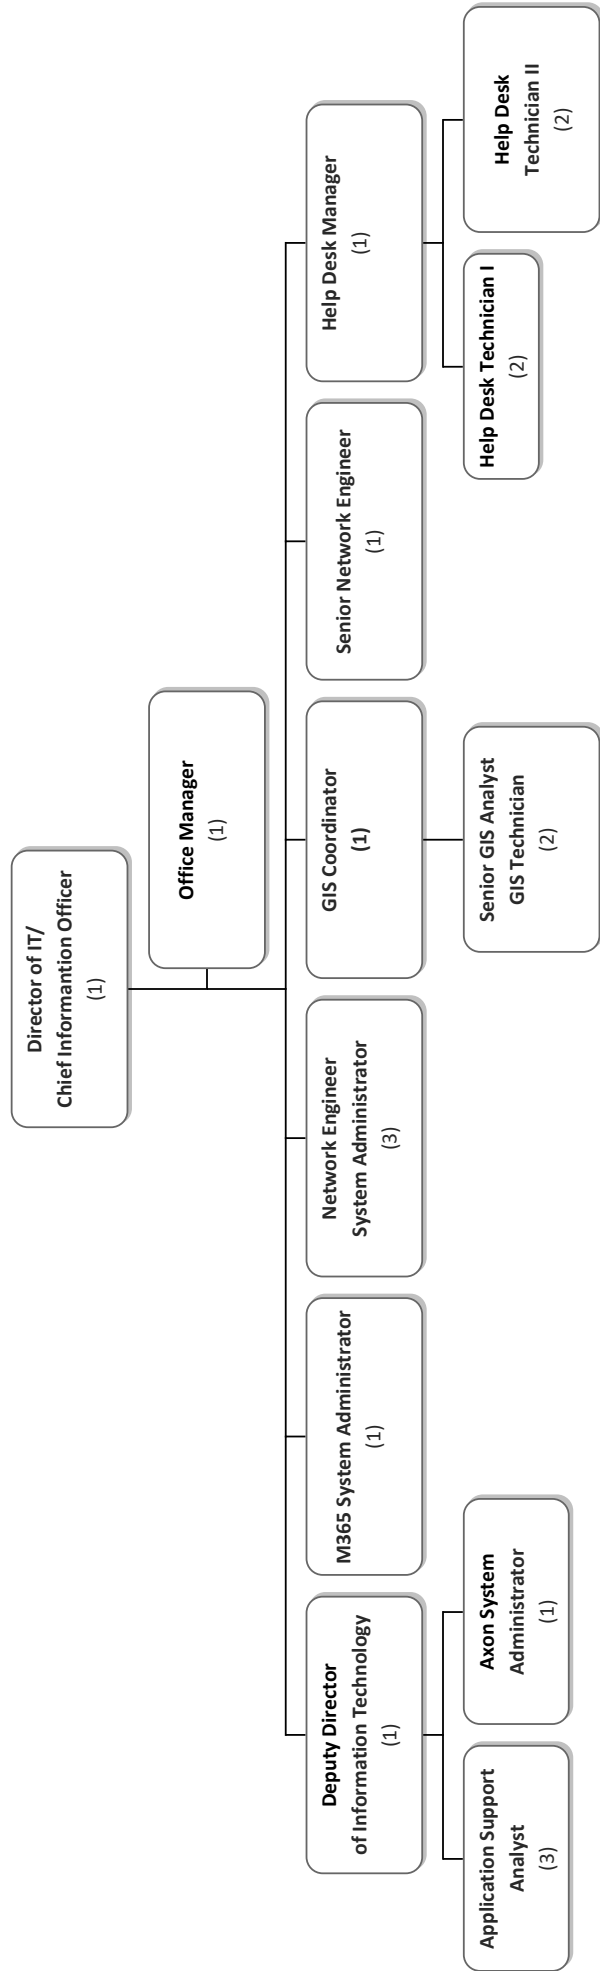 Director of IT/
Chief Informantion Officer
(1)
Office Manager
(1)
Deputy Director
of Information Technology
(1)
M365 System Administrator
(1)
Network Engineer
System Administrator
(3)
GIS Coordinator
(1)
Senior Network Engineer
(1)
Help Desk Manager
(1)
Application Support
Analyst
(3)
Axon System
Administrator
(1)
Senior GIS Analyst
GIS Technician
(2)
Help Desk Technician I
(2)
Help Desk
Technician II
(2)